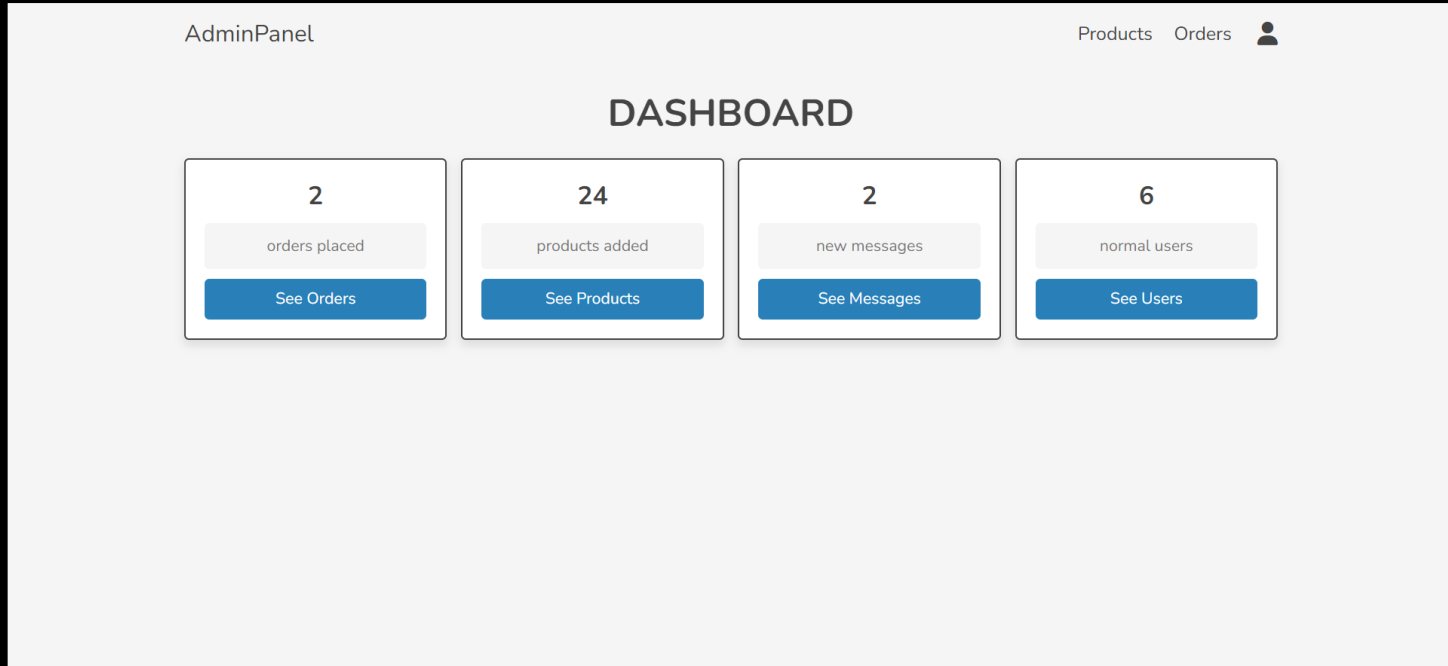 AdminPanel Products Orders
DASHBOARD
2
orders placed
See Orders
24
products added
See Products
2
new messages
See Messages
6
normal users
See Users